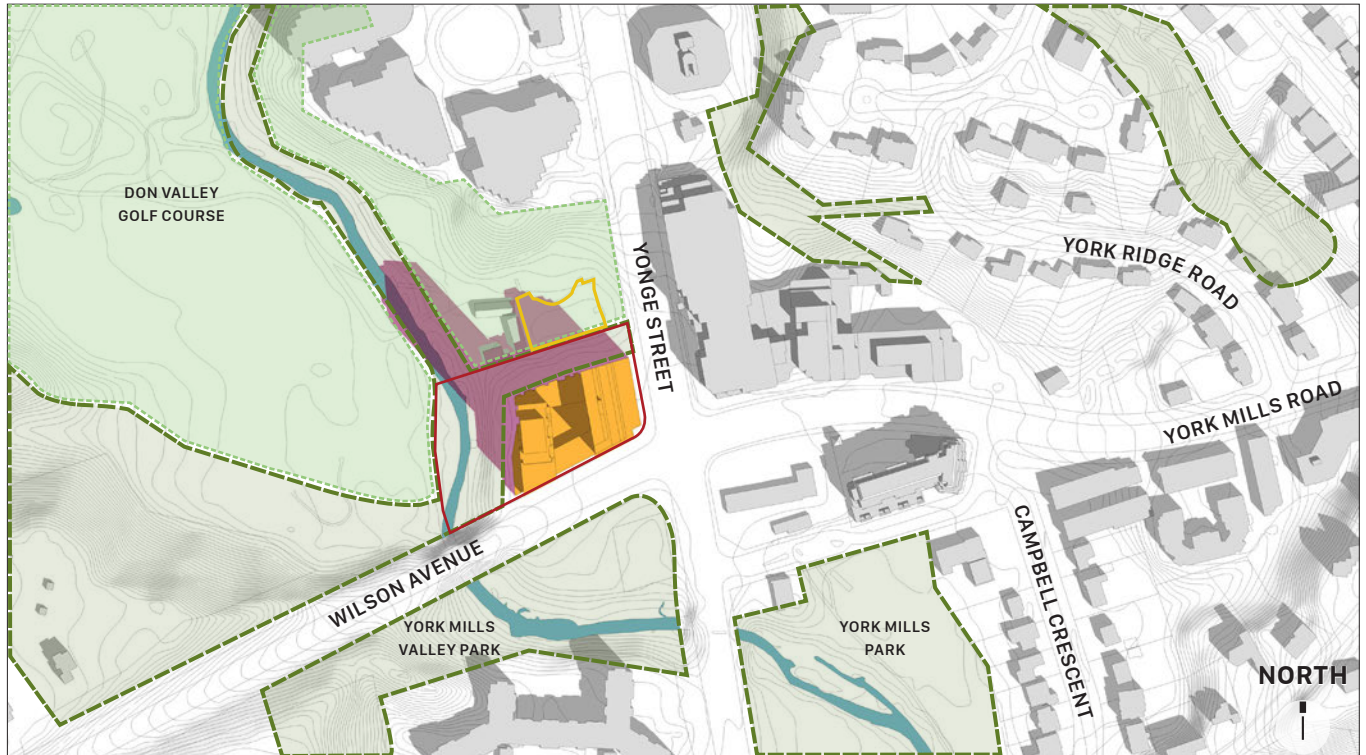 DON VALLEY
GOLF COURSE
YONGE STREET
YORK RIDGE ROAD
YORK MILLS ROAD
WILSON AVENUE
CAMPBELL CRESCENT
YORK MILLS
VALLEY PARK
YORK MILLS
PARK
NORTH